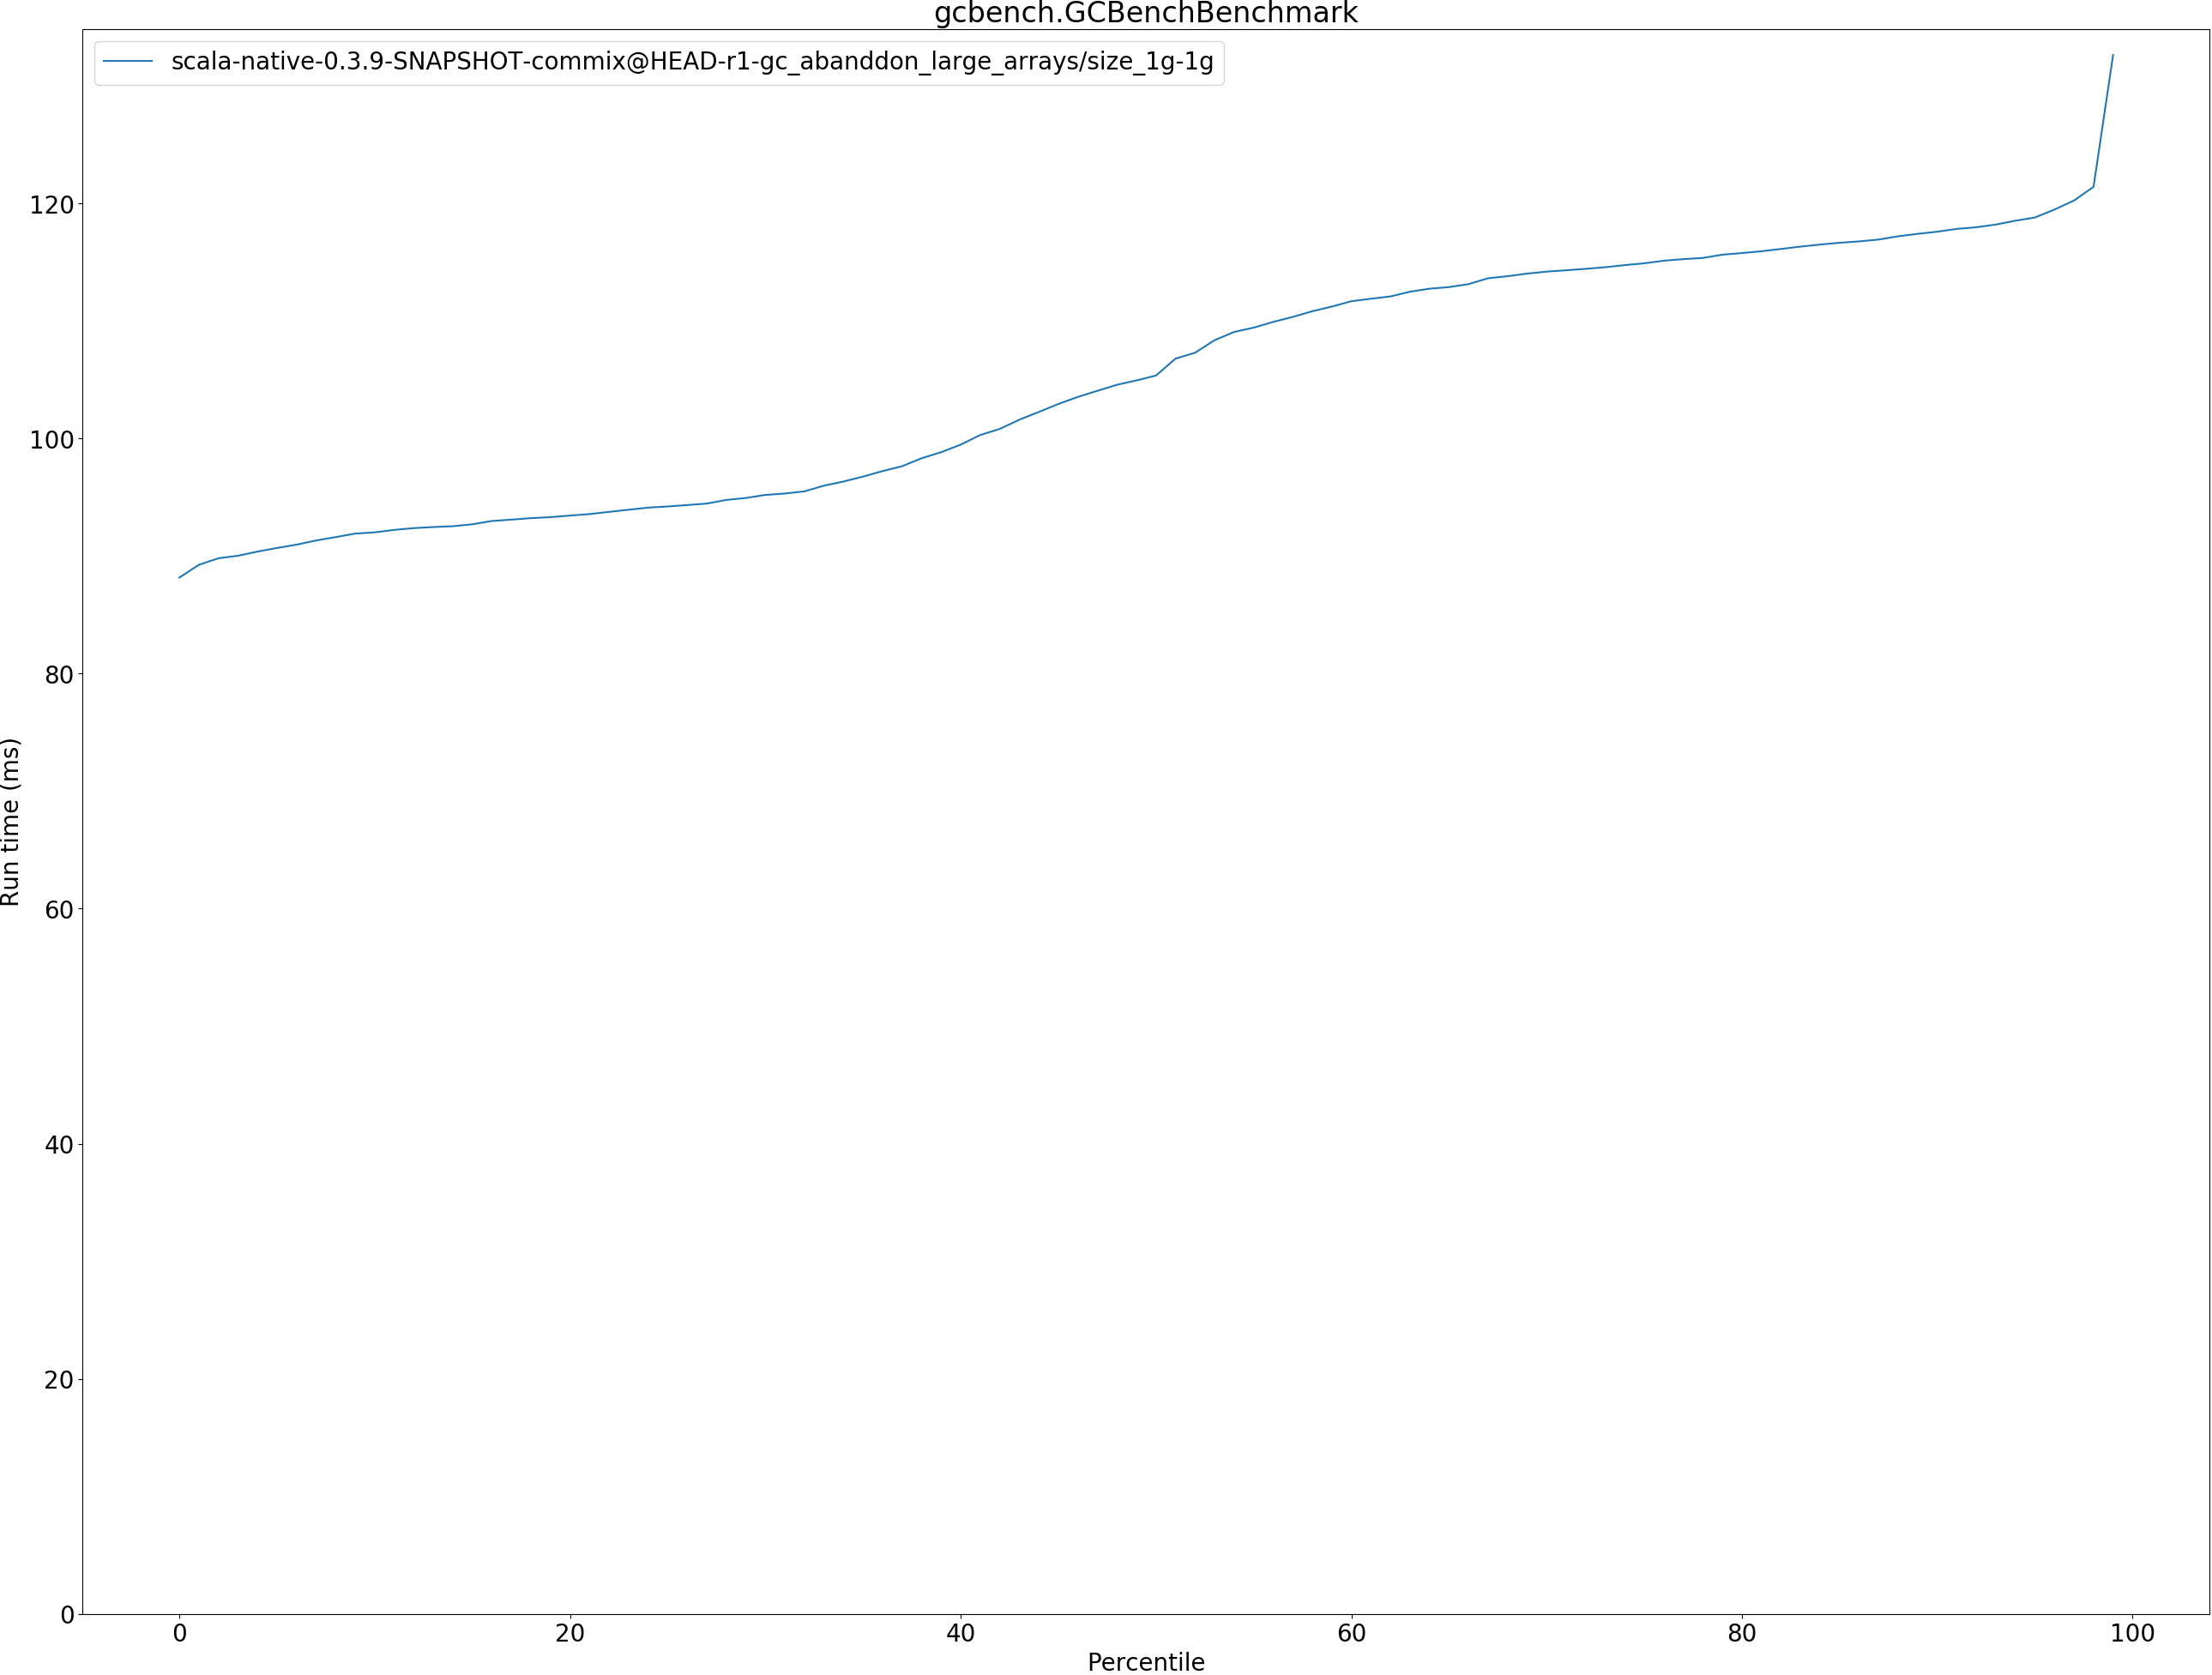 gcbench.GCBenchBenchmark
scala-native-0.3.9-SNAPSHOT-commix@HEAD-r1-gc_abanddon_large_arrays/size_1g-1g
120
100
80
60
40
20
0
Run time (ms)
0 20 40 60 80 100
Percentile